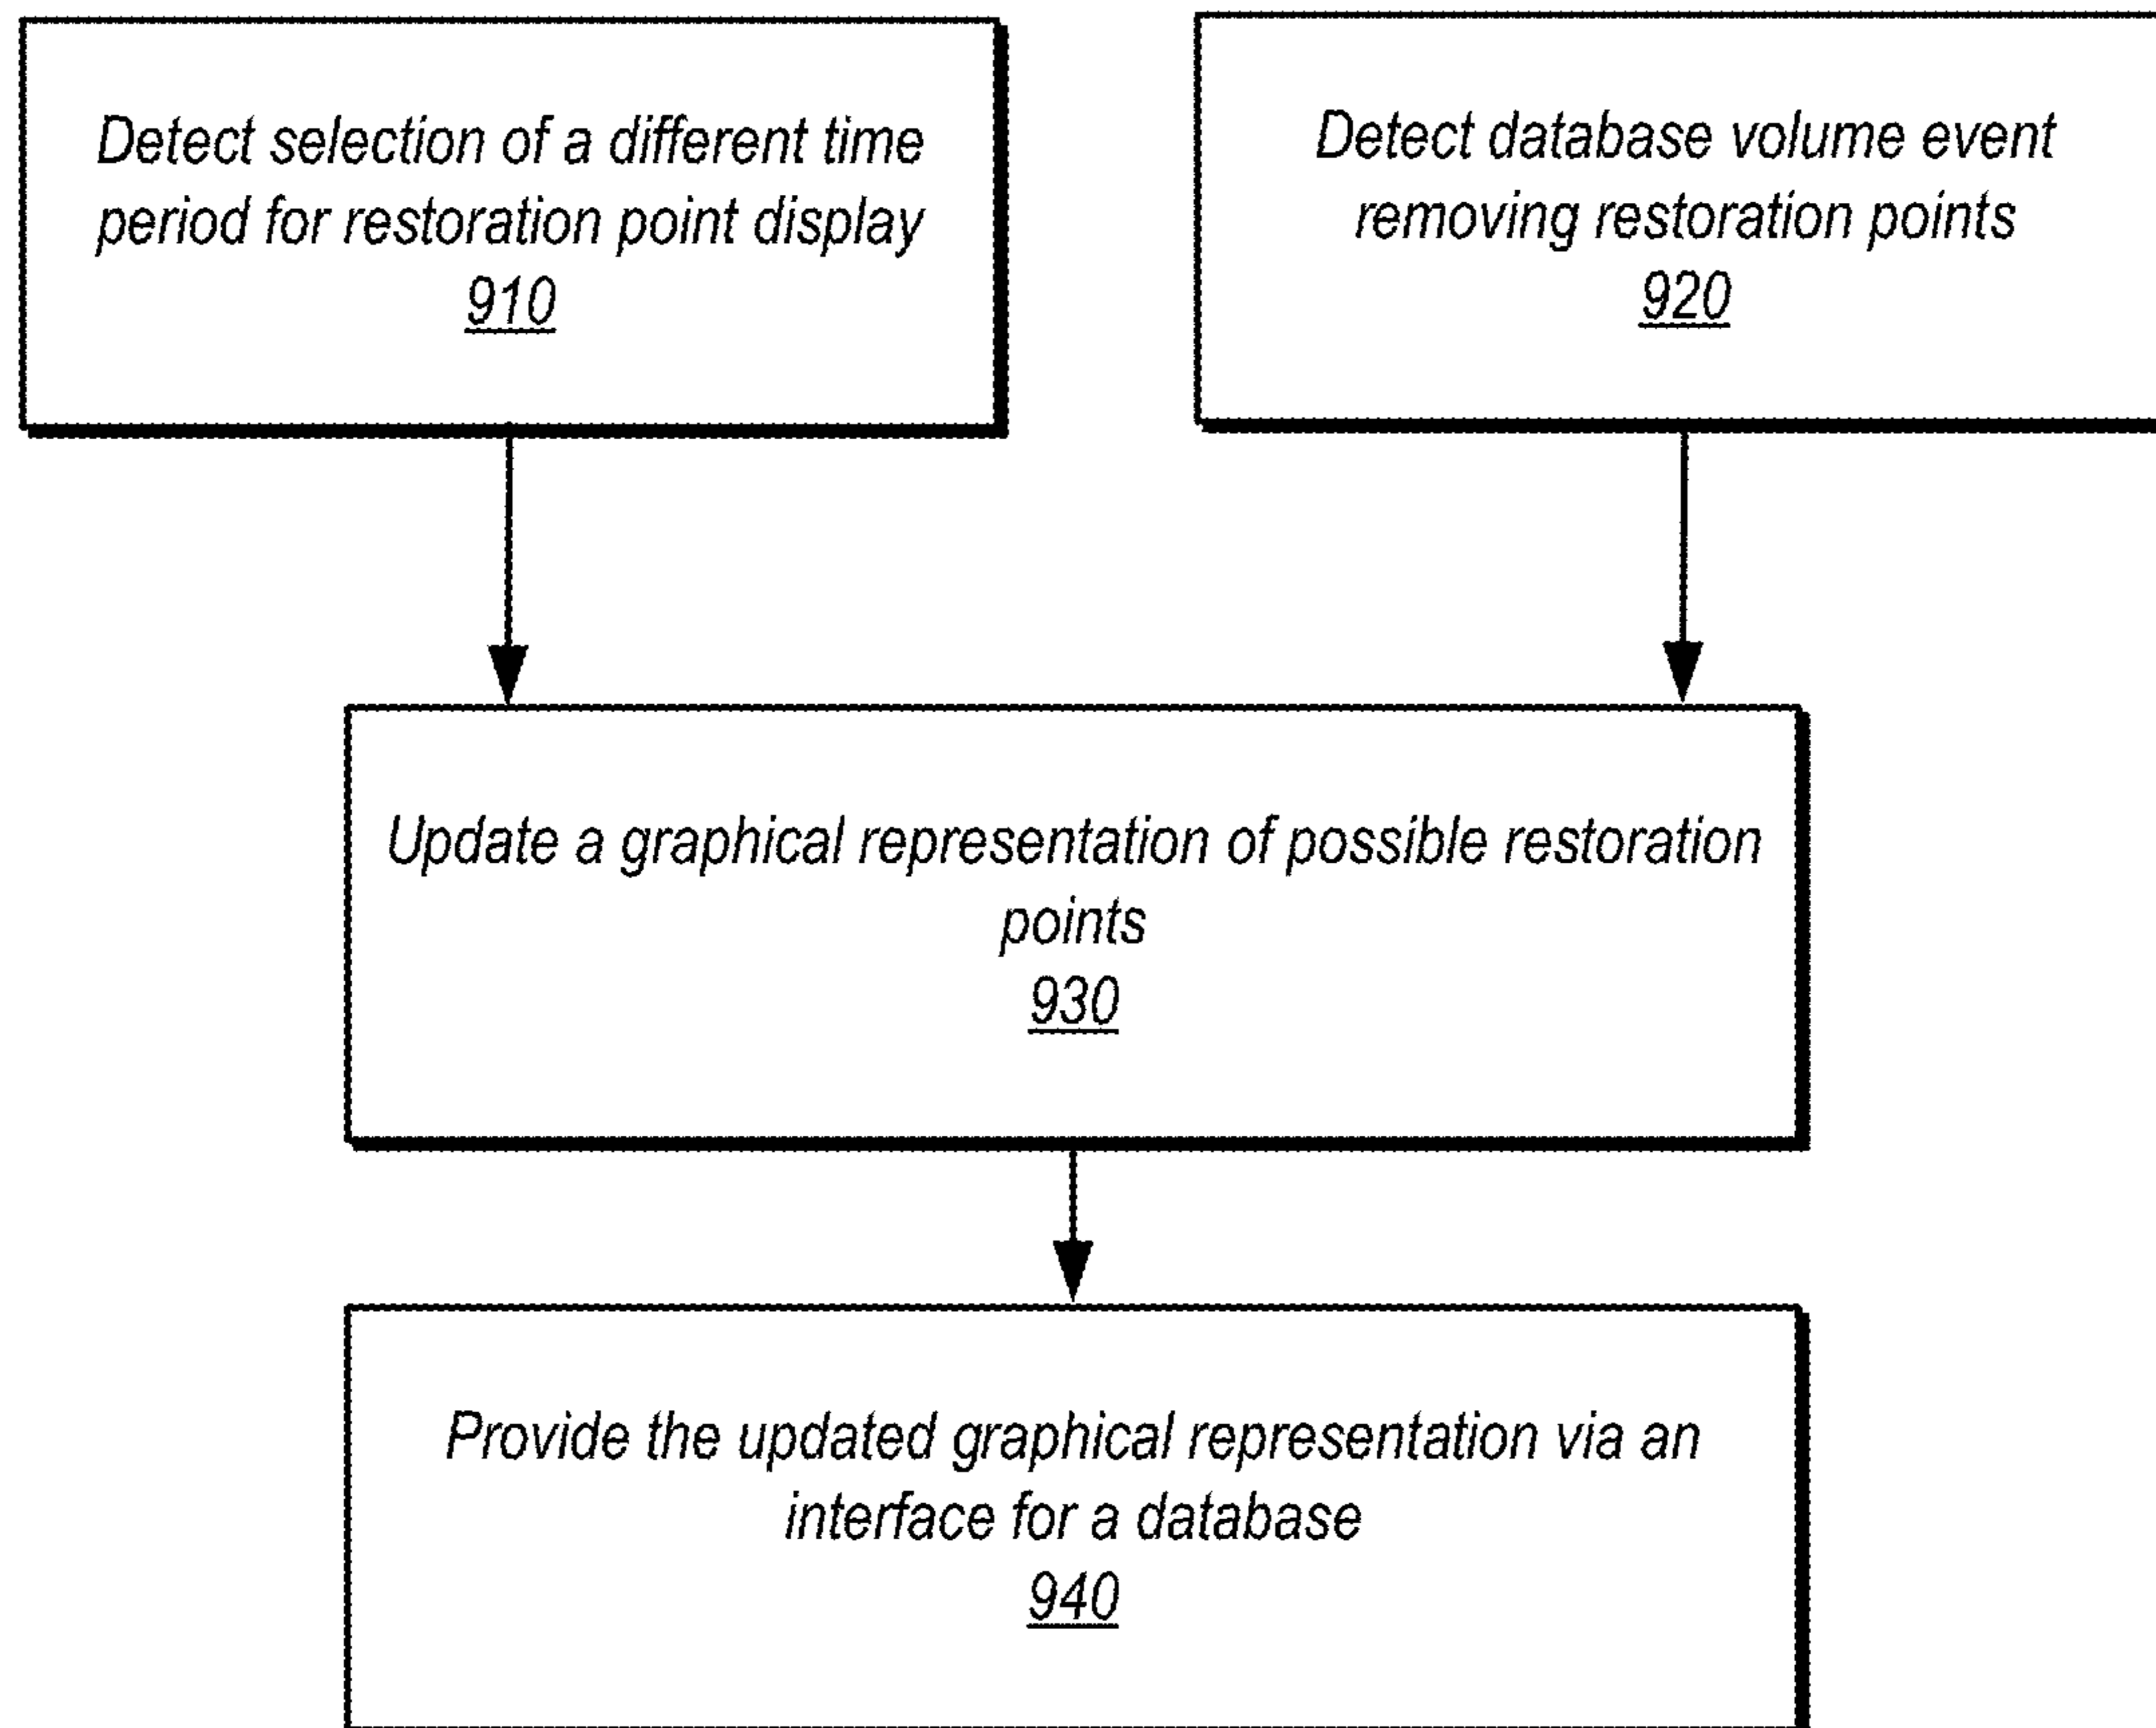 Detect selection of a different time
period for restoration point display
910
Detect database volume event
removing restoration points
920
Update a graphical representation of possible restoration
points
930
Provide the updated graphical representation via an
interface for a database
940